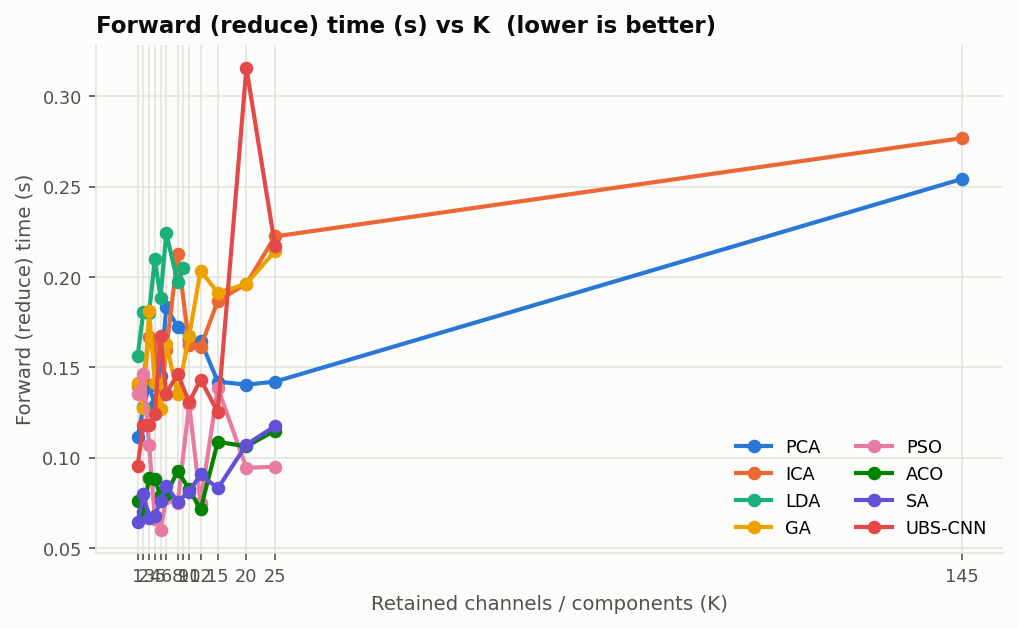 Forward (reduce) time (s) vs K  (lower is better)
Forward (reduce) time (s)
0.30
0.25
0.20
0.15
0.10
0.05
15 20 25 145
Retained channels / components (K)
PCA
ICA
LDA
GA
PSO
ACO
SA
UBS-CNN